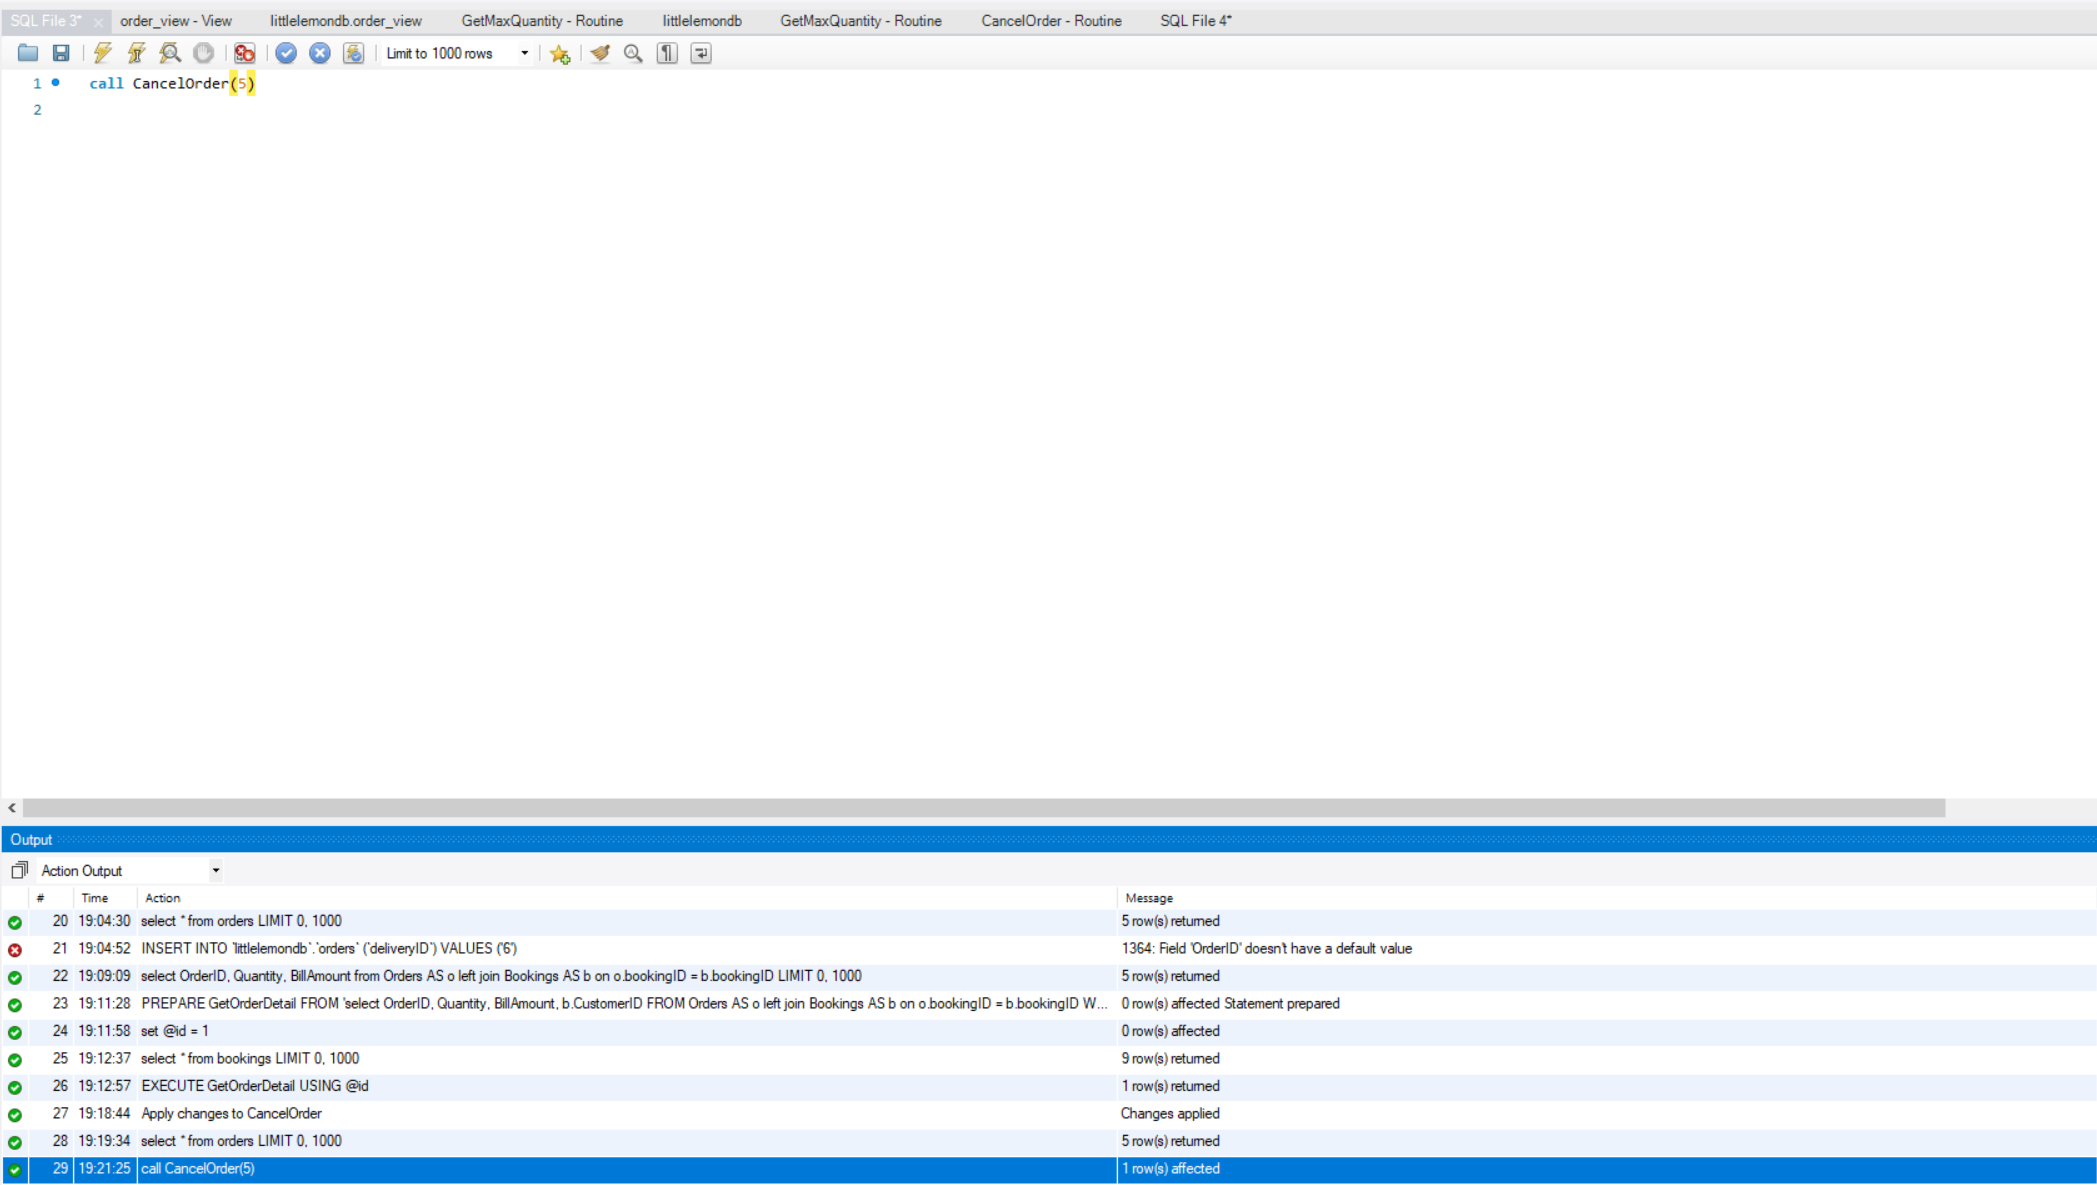 SQL File 3* order_view - View littlelemondb.order_view GetMaxQuantity - Routine littlelemondb GetMaxQuantity - Routine CancelOrder - Routine SQL File 4*
Limit to 1000 rows
1 call CancelOrder(5)
2
Output
Action Output
# Time Action Message
20 19:04:30 select * from orders LIMIT 0, 1000 5 row(s) returned
21 19:04:52 INSERT INTO `littlelemondb`.`orders` (`deliveryID`) VALUES ('6') 1364: Field 'OrderID' doesn't have a default value
22 19:09:09 select OrderID, Quantity, BillAmount from Orders AS o left join Bookings AS b on o.bookingID = b.bookingID LIMIT 0, 1000 5 row(s) returned
23 19:11:28 PREPARE GetOrderDetail FROM 'select OrderID, Quantity, BillAmount, b.CustomerID FROM Orders AS o left join Bookings AS b on o.bookingID = b.bookingID W... 0 row(s) affected Statement prepared
24 19:11:58 set @id = 1 0 row(s) affected
25 19:12:37 select * from bookings LIMIT 0, 1000 9 row(s) returned
26 19:12:57 EXECUTE GetOrderDetail USING @id 1 row(s) returned
27 19:18:44 Apply changes to CancelOrder Changes applied
28 19:19:34 select * from orders LIMIT 0, 1000 5 row(s) returned
29 19:21:25 call CancelOrder(5) 1 row(s) affected